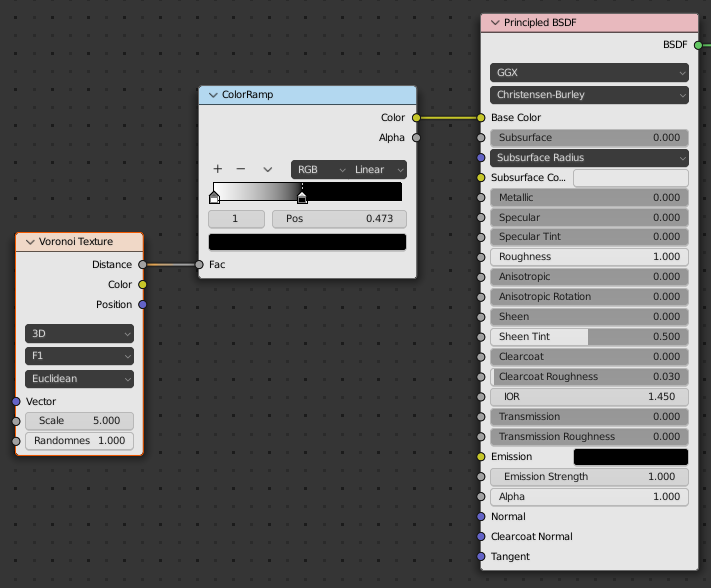 Voronoi Texture
Distance
Color
Position
3D
F1
Euclidean
Vector
Scale 5.000
Randomnes 1.000
ColorRamp
Color
Alpha
+ − RGB Linear
1 Pos 0.473
Fac
Principled BSDF
BSDF
GGX
Christensen-Burley
Base Color
Subsurface 0.000
Subsurface Radius
Subsurface Co...
Metallic 0.000
Specular 0.000
Specular Tint 0.000
Roughness 1.000
Anisotropic 0.000
Anisotropic Rotation 0.000
Sheen 0.000
Sheen Tint 0.500
Clearcoat 0.000
Clearcoat Roughness 0.030
IOR 1.450
Transmission 0.000
Transmission Roughness 0.000
Emission
Emission Strength 1.000
Alpha 1.000
Normal
Clearcoat Normal
Tangent